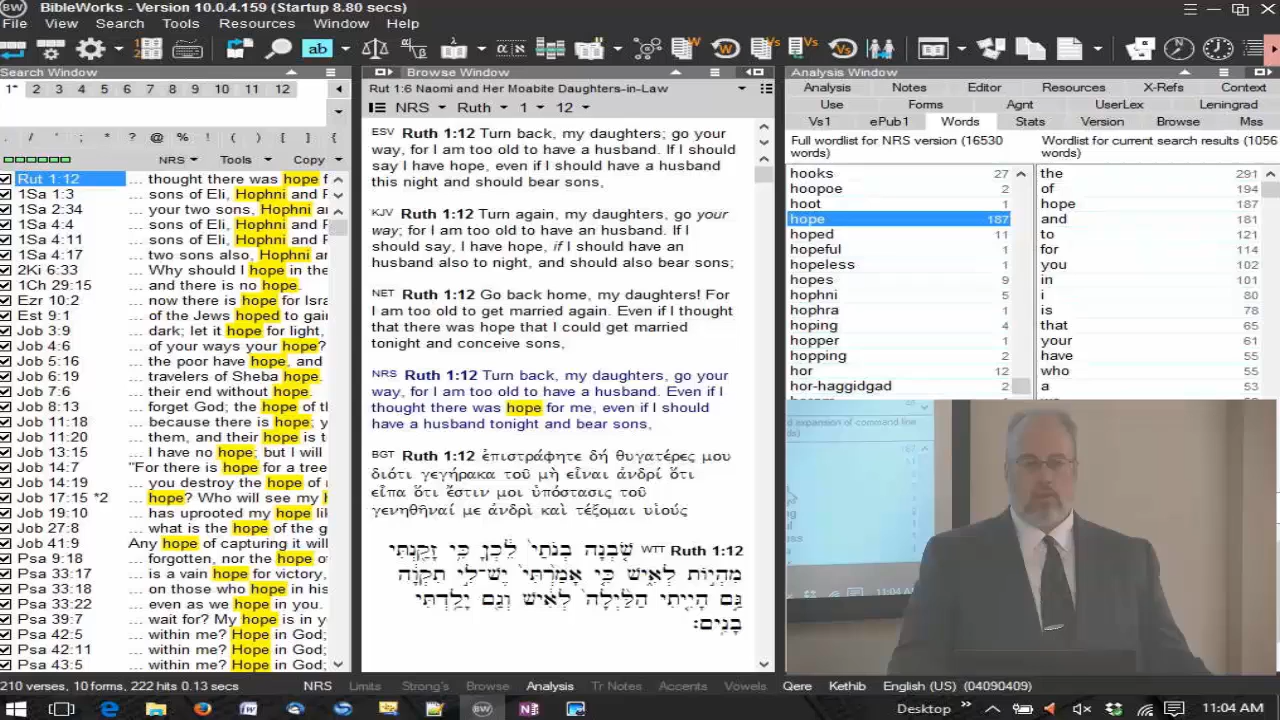 BibleWorks - Version 10.0.4.159 (Startup 8.80 secs)
File View Search Tools Resources Window Help
Search Window
1* 2 3 4 5 6 7 8 9 10 11 12
. / ' ; * ? @ % ! ( ) [ ] {
NRS Tools Copy
Rut 1:12 ... thought there was hope f
1Sa 1:3 ... sons of Eli, Hophni and P
1Sa 2:34 ... your two sons, Hophni ar
1Sa 4:4 ... sons of Eli, Hophni and P
1Sa 4:11 ... sons of Eli, Hophni and P
1Sa 4:17 ... two sons also, Hophni ar
2Ki 6:33 ... Why should I hope in the
1Ch 29:15 ... and there is no hope.
Ezr 10:2 ... now there is hope for Isra
Est 9:1 ... of the Jews hoped to gair
Job 3:9 ... dark; let it hope for light,
Job 4:6 ... of your ways your hope?
Job 5:16 ... the poor have hope, and
Job 6:19 ... travelers of Sheba hope.
Job 7:6 ... their end without hope.
Job 8:13 ... forget God; the hope of th
Job 11:18 ... because there is hope; y
Job 11:20 ... them, and their hope is t
Job 13:15 ... I have no hope; but I will
Job 14:7 "For there is hope for a tree
Job 14:19 ... you destroy the hope of r
Job 17:15 *2 ... hope? Who will see my h
Job 19:10 ... has uprooted my hope lik
Job 27:8 ... what is the hope of the g
Job 41:9 Any hope of capturing it will
Psa 9:18 ... forgotten, nor the hope o
Psa 33:17 ... is a vain hope for victory,
Psa 33:18 ... on those who hope in his
Psa 33:22 ... even as we hope in you.
Psa 39:7 ... wait for? My hope is in y
Psa 42:5 ... within me? Hope in God;
Psa 42:11 ... within me? Hope in God;
Psa 43:5 ... within me? Hope in God;
Browse Window
Rut 1:6 Naomi and Her Moabite Daughters-in-Law
NRS Ruth 1 12
ESV Ruth 1:12 Turn back, my daughters; go your
way, for I am too old to have a husband. If I should
say I have hope, even if I should have a husband
this night and should bear sons,
KJV Ruth 1:12 Turn again, my daughters, go your
way; for I am too old to have an husband. If I
should say, I have hope, if I should have an
husband also to night, and should also bear sons;
NET Ruth 1:12 Go back home, my daughters! For
I am too old to get married again. Even if I thought
that there was hope that I could get married
tonight and conceive sons,
NRS Ruth 1:12 Turn back, my daughters, go your
way, for I am too old to have a husband. Even if I
thought there was hope for me, even if I should
have a husband tonight and bear sons,
BGT Ruth 1:12 ἐπιστράφητε δή θυγατέρες μου
διότι γεγήρακα τοῦ μὴ εἶναι ἀνδρί ὅτι
εἶπα ὅτι ἔστιν μοι ὑπόστασις τοῦ
γενηθῆναί με ἀνδρὶ καὶ τέξομαι υἱούς
WTT Ruth 1:12 שֹׁ֤בְנָה בְנֹתַי֙ לֵ֔כְןָ כִּ֥י זָקַ֖נְתִּי
מִהְי֣וֹת לְאִ֑ישׁ כִּ֤י אָמַ֙רְתִּי֙ יֶשׁ־לִ֣י תִקְוָ֔ה
גַּ֣ם הָיִ֤יתִי הַלַּ֙יְלָה֙ לְאִ֔ישׁ וְגַ֖ם יָלַ֥דְתִּי
בָנִֽים׃
Analysis Window
Analysis Notes Editor Resources X-Refs Context
Use Forms Agnt UserLex Leningrad
Vs1 ePub1 Words Stats Version Browse Mss
Full wordlist for NRS version (16530
words)
hooks 27
hoopoe 2
hoot 1
hope 187
hoped 11
hopeful 1
hopeless 1
hopes 9
hophni 5
hophra 1
hoping 4
hopper 1
hopping 2
hor 12
hor-haggidgad 2
Wordlist for current search results (1056
words)
the 291
of 194
hope 187
and 181
to 121
for 114
you 102
in 101
i 80
is 78
that 65
your 61
have 55
who 55
a 53
d expansion of command line
11:04 AM
210 verses, 10 forms, 222 hits 0.13 secs NRS Limits Strong's Browse Analysis Tr Notes Accents Vowels Qere Kethib English (US) (04090409)
Desktop 11:04 AM